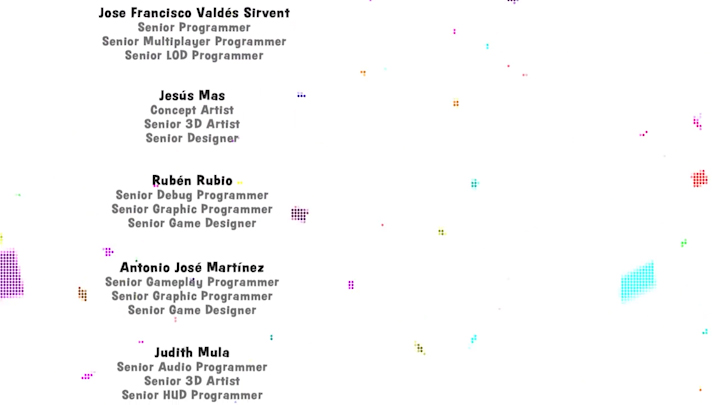 Jose Francisco Valdés Sirvent
Senior Programmer
Senior Multiplayer Programmer
Senior LOD Programmer
Jesús Mas
Concept Artist
Senior 3D Artist
Senior Designer
Rubén Rubio
Senior Debug Programmer
Senior Graphic Programmer
Senior Game Designer
Antonio José Martínez
Senior Gameplay Programmer
Senior Graphic Programmer
Senior Game Designer
Judith Mula
Senior Audio Programmer
Senior 3D Artist
Senior HUD Programmer